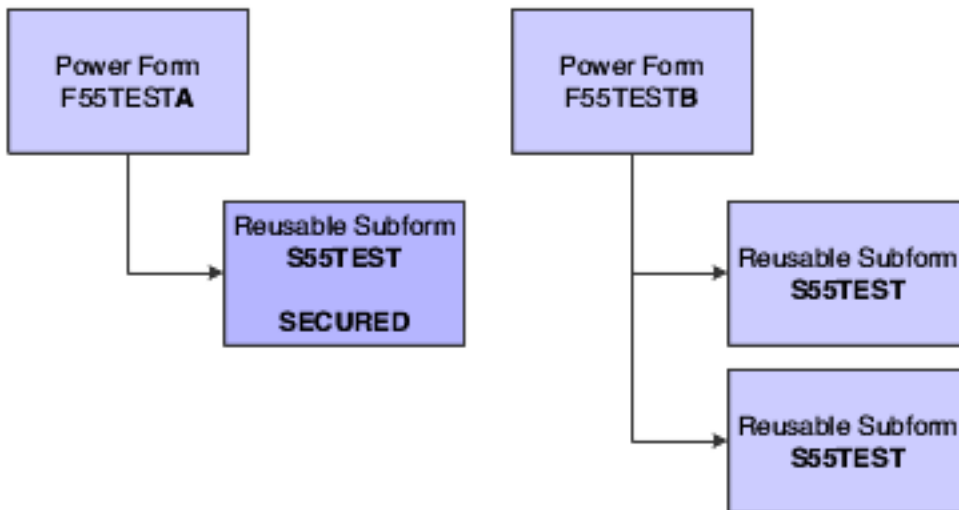 Power Form
F55TESTA
Power Form
F55TESTB
Reusable Subform
S55TEST
SECURED
Reusable Subform
S55TEST
Reusable Subform
S55TEST